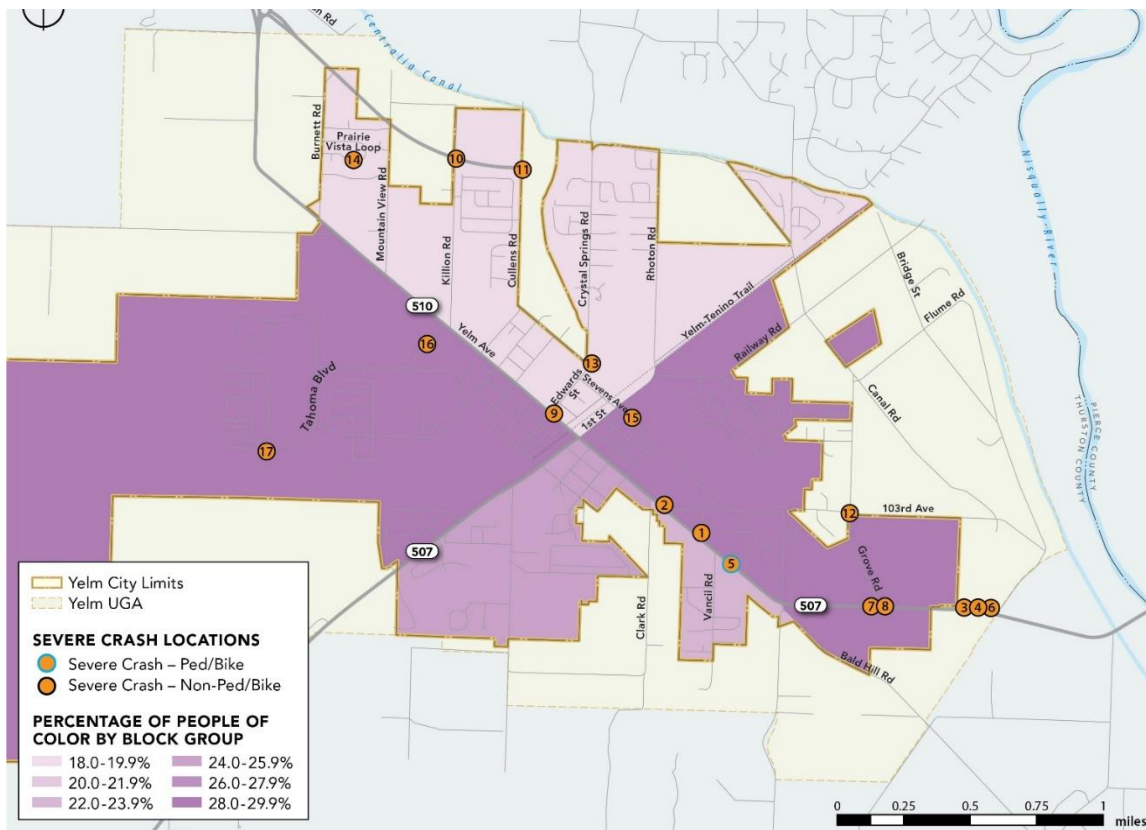 on Rd
Centralia Canal
Burnett Rd
Prairie
Vista Loop
14
10
11
Mountain View Rd
Killion Rd
Cullens Rd
Crystal Springs Rd
Rhoton Rd
Nisqually River
Bridge St
Flume Rd
Yelm-Tenino Trail
Railway Rd
510
Yelm Ave
16
13
Tahoma Blvd
Edwards
St
Stevens Ave
1st St
9
15
Canal Rd
PIERCE COUNTY
THURSTON COUNTY
17
2
12
103rd Ave
1
507
5
Grove Rd
Clark Rd
Vancil Rd
507
7
8
3
4
6
Bald Hill Rd
Yelm City Limits
Yelm UGA
SEVERE CRASH LOCATIONS
Severe Crash – Ped/Bike
Severe Crash – Non-Ped/Bike
PERCENTAGE OF PEOPLE OF
COLOR BY BLOCK GROUP
18.0-19.9% 24.0-25.9%
20.0-21.9% 26.0-27.9%
22.0-23.9% 28.0-29.9%
0 0.25 0.5 0.75 1
miles